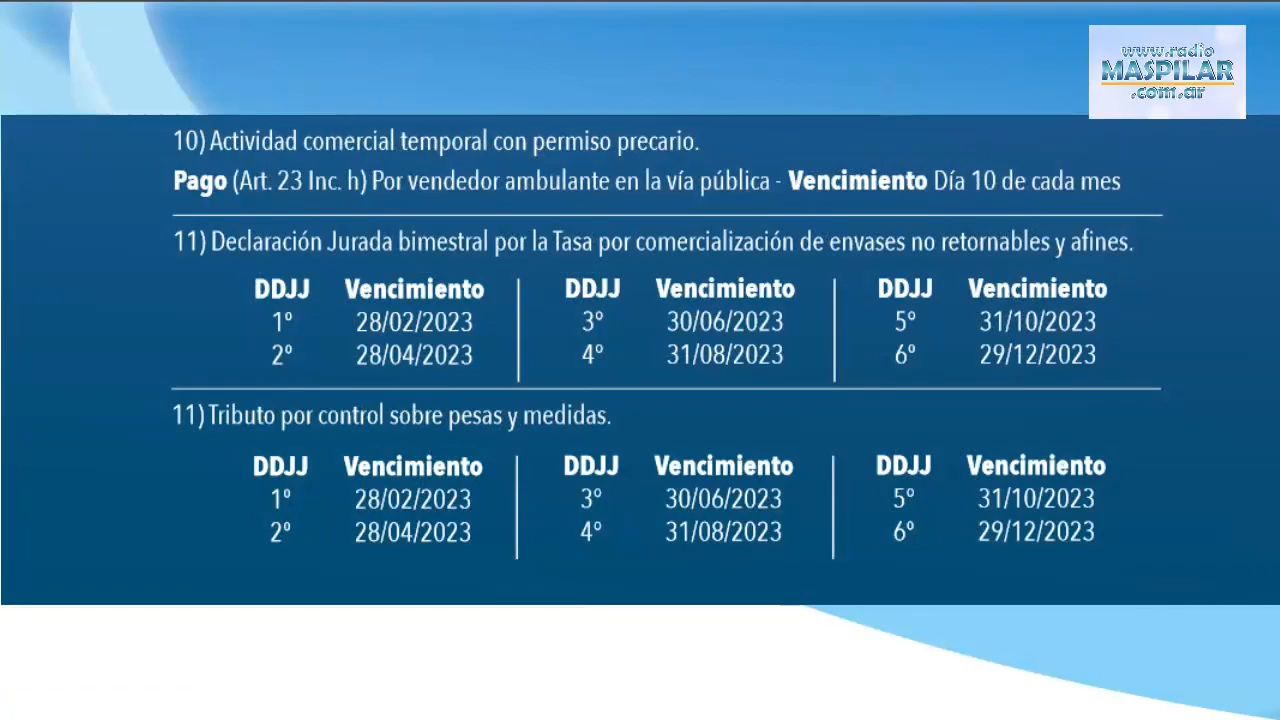 www.radio
MASPILAR
.com.ar
10) Actividad comercial temporal con permiso precario.
Pago (Art. 23 Inc. h) Por vendedor ambulante en la vía pública - Vencimiento Día 10 de cada mes
11) Declaración Jurada bimestral por la Tasa por comercialización de envases no retornables y afines.
DDJJ Vencimiento DDJJ Vencimiento DDJJ Vencimiento
1º 28/02/2023 3º 30/06/2023 5º 31/10/2023
2º 28/04/2023 4º 31/08/2023 6º 29/12/2023
11) Tributo por control sobre pesas y medidas.
DDJJ Vencimiento DDJJ Vencimiento DDJJ Vencimiento
1º 28/02/2023 3º 30/06/2023 5º 31/10/2023
2º 28/04/2023 4º 31/08/2023 6º 29/12/2023